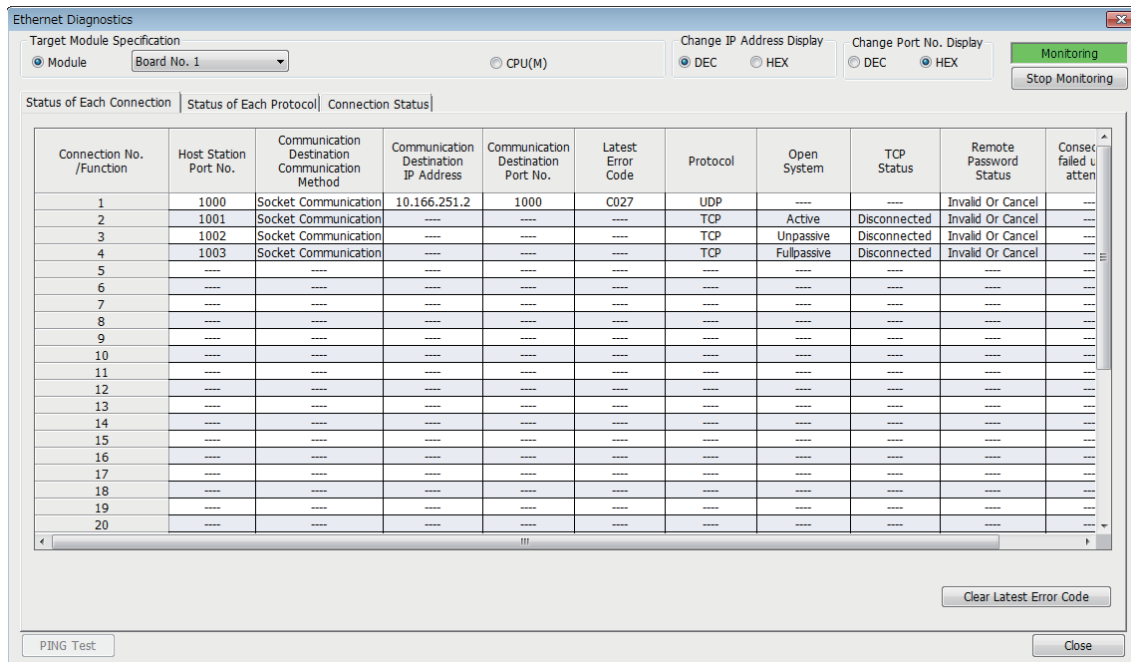 Ethernet Diagnostics
Target Module Specification
Module Board No. 1 CPU(M)
Change IP Address Display
DEC HEX
Change Port No. Display
DEC HEX
Monitoring
Stop Monitoring
Status of Each Connection Status of Each Protocol Connection Status
Connection No. /Function Host Station Port No. Communication Destination Communication Method Communication Destination IP Address Communication Destination Port No. Latest Error Code Protocol Open System TCP Status Remote Password Status Consec failed u atten
1 1000 Socket Communication 10.166.251.2 1000 C027 UDP ---- ---- Invalid Or Cancel ---
2 1001 Socket Communication ---- ---- ---- TCP Active Disconnected Invalid Or Cancel ---
3 1002 Socket Communication ---- ---- ---- TCP Unpassive Disconnected Invalid Or Cancel ---
4 1003 Socket Communication ---- ---- ---- TCP Fullpassive Disconnected Invalid Or Cancel ---
5 ---- ---- ---- ---- ---- ---- ---- ---- ---- ---
6 ---- ---- ---- ---- ---- ---- ---- ---- ---- ---
7 ---- ---- ---- ---- ---- ---- ---- ---- ---- ---
8 ---- ---- ---- ---- ---- ---- ---- ---- ---- ---
9 ---- ---- ---- ---- ---- ---- ---- ---- ---- ---
10 ---- ---- ---- ---- ---- ---- ---- ---- ---- ---
11 ---- ---- ---- ---- ---- ---- ---- ---- ---- ---
12 ---- ---- ---- ---- ---- ---- ---- ---- ---- ---
13 ---- ---- ---- ---- ---- ---- ---- ---- ---- ---
14 ---- ---- ---- ---- ---- ---- ---- ---- ---- ---
15 ---- ---- ---- ---- ---- ---- ---- ---- ---- ---
16 ---- ---- ---- ---- ---- ---- ---- ---- ---- ---
17 ---- ---- ---- ---- ---- ---- ---- ---- ---- ---
18 ---- ---- ---- ---- ---- ---- ---- ---- ---- ---
19 ---- ---- ---- ---- ---- ---- ---- ---- ---- ---
20 ---- ---- ---- ---- ---- ---- ---- ---- ---- ---
Clear Latest Error Code
PING Test Close